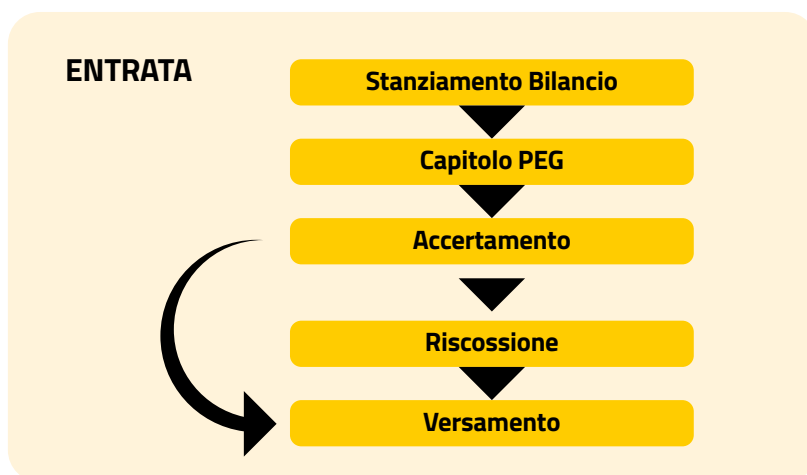 ENTRATA
Stanziamento Bilancio
Capitolo PEG
Accertamento
Riscossione
Versamento